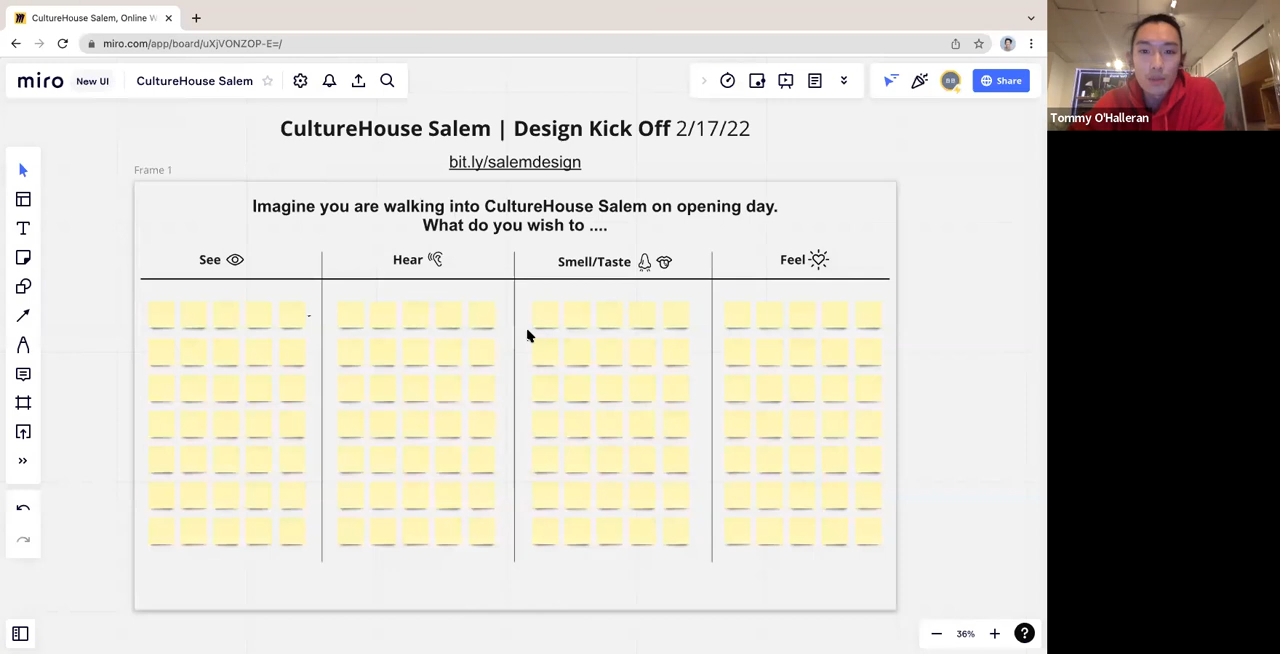 CultureHouse Salem, Online W
miro.com/app/board/uXjVONZOP-E=/
miro
New UI
CultureHouse Salem
Share
Tommy O'Halleran
CultureHouse Salem | Design Kick Off 2/17/22
bit.ly/salemdesign
Frame 1
Imagine you are walking into CultureHouse Salem on opening day.
What do you wish to ....
See
Hear
Smell/Taste
Feel
36%